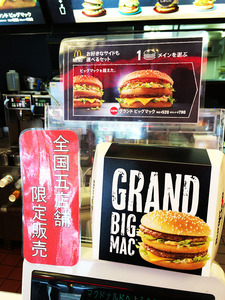 お好きなサイドも
選べるセット
1 メインを選ぶ
ビッグマックを超えた。
グランド ビッグマック
全国五店舗
限定販売
GRAND
BIG
MAC